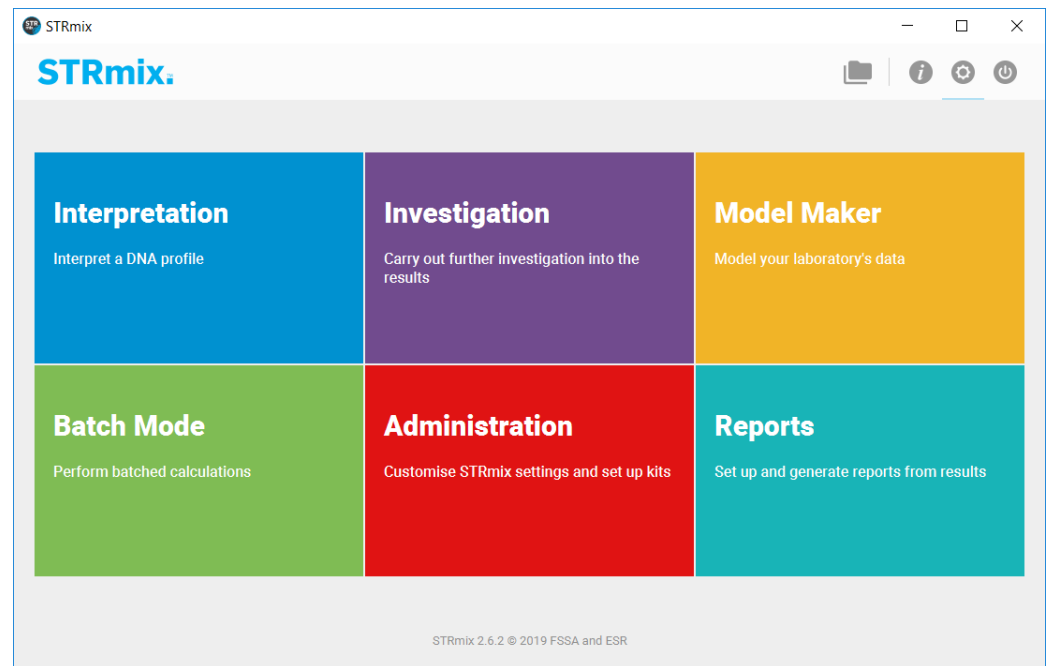 STRmix
STRmix
Interpretation
Interpret a DNA profile
Investigation
Carry out further investigation into the
results
Model Maker
Model your laboratory's data
Batch Mode
Perform batched calculations
Administration
Customise STRmix settings and set up kits
Reports
Set up and generate reports from results
STRmix 2.6.2 © 2019 FSSA and ESR